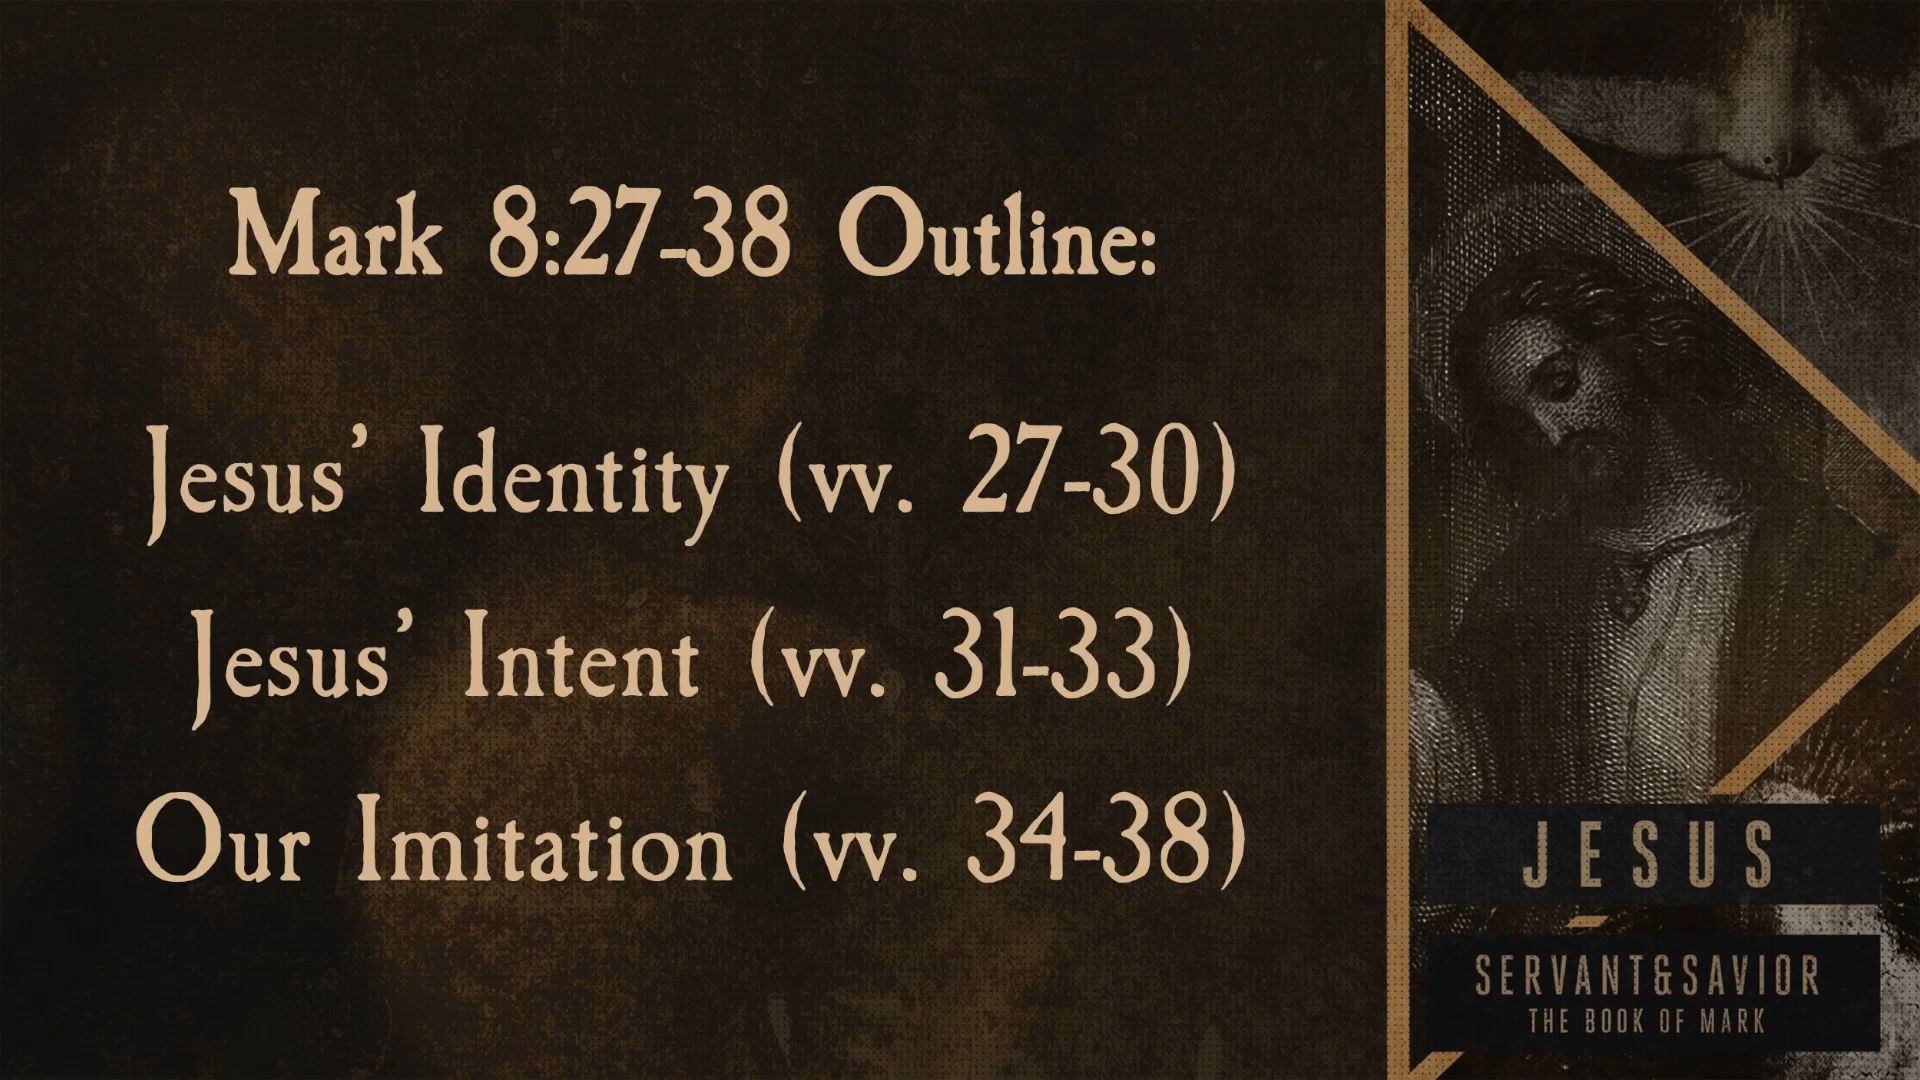 Mark 8:27-38 Outline:
Jesus’ Identity (vv. 27-30)
Jesus’ Intent (vv. 31-33)
Our Imitation (vv. 34-38)
JESUS
SERVANT&SAVIOR
THE BOOK OF MARK